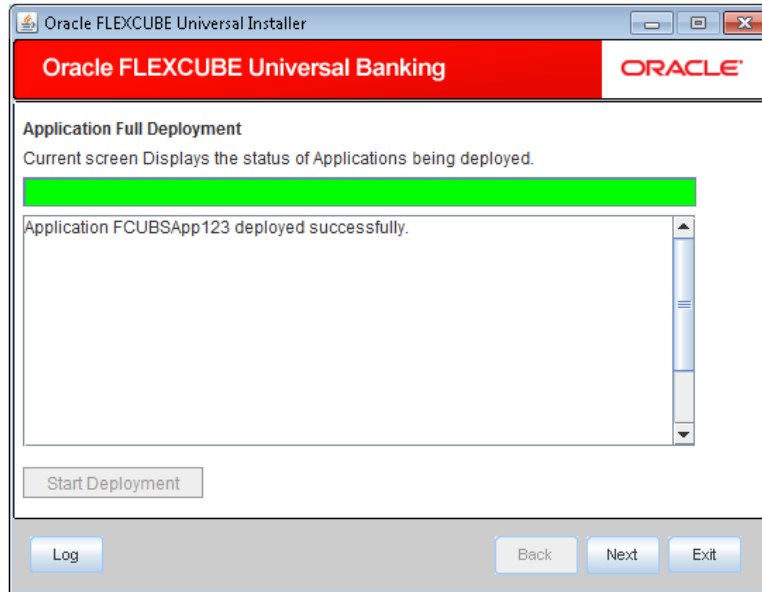 Oracle FLEXCUBE Universal Installer
Oracle FLEXCUBE Universal Banking
ORACLE®
Application Full Deployment
Current screen Displays the status of Applications being deployed.
Application FCUBSApp123 deployed successfully.
Start Deployment
Log
Back
Next
Exit